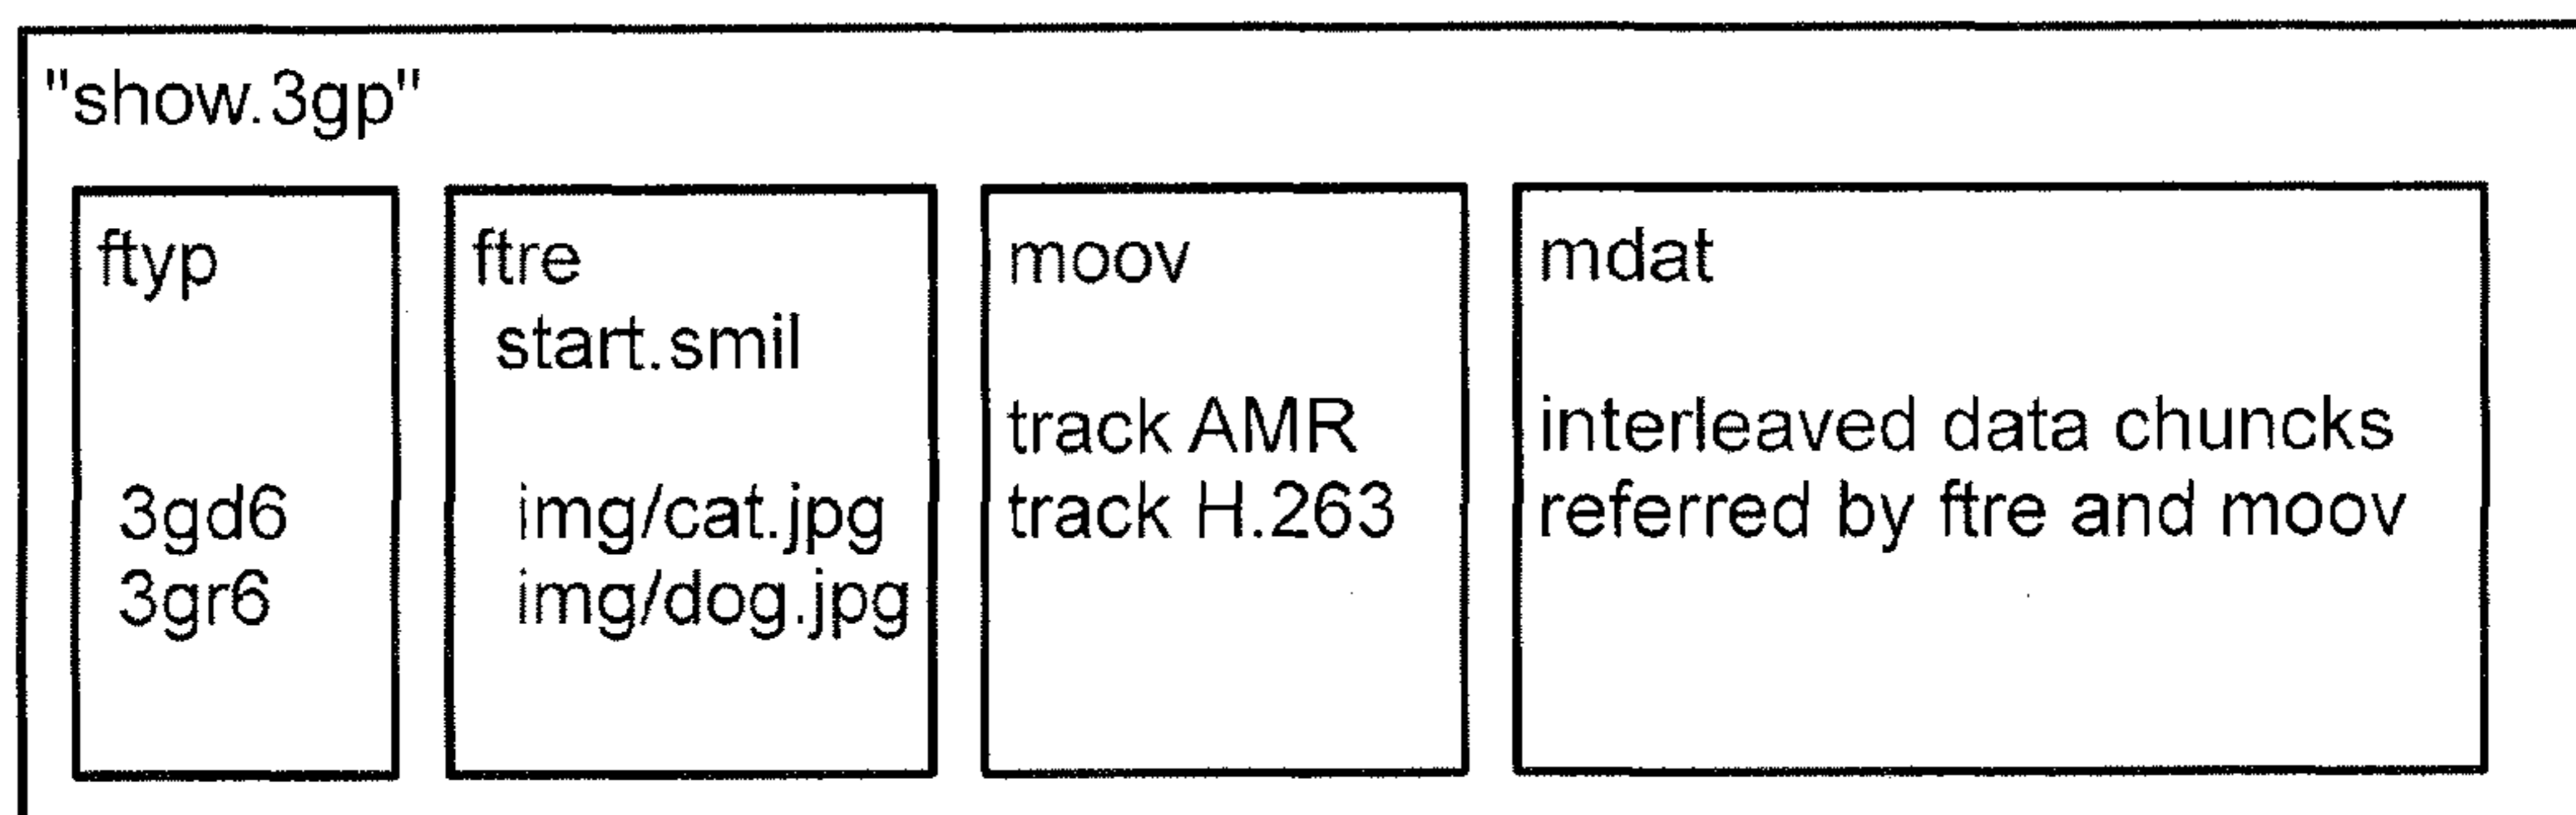 "show.3gp"
ftyp
3gd6
3gr6
ftre
start.smil
img/cat.jpg
img/dog.jpg
moov
track AMR
track H.263
mdat
interleaved data chuncks
referred by ftre and moov